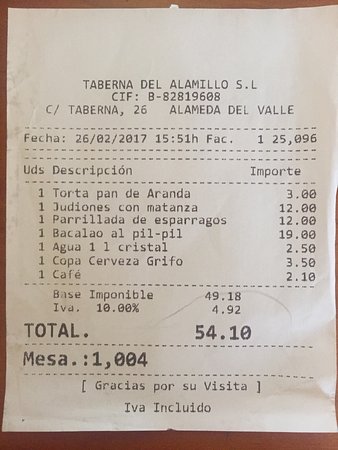 TABERNA DEL ALAMILLO S.L
CIF: B-82819608
C/ TABERNA, 26 ALAMEDA DEL VALLE
Fecha: 26/02/2017 15:51h Fac. 1 25,096
Uds Descripción Importe
1 Torta pan de Aranda 3.00
1 Judiones con matanza 12.00
1 Parrillada de esparragos 12.00
1 Bacalao al pil-pil 19.00
1 Agua 1 l cristal 2.50
1 Copa Cerveza Grifo 3.50
1 Café 2.10
Base Imponible 49.18
Iva. 10.00% 4.92
TOTAL. 54.10
Mesa.:1,004
[ Gracias por su Visita ]
Iva Incluido